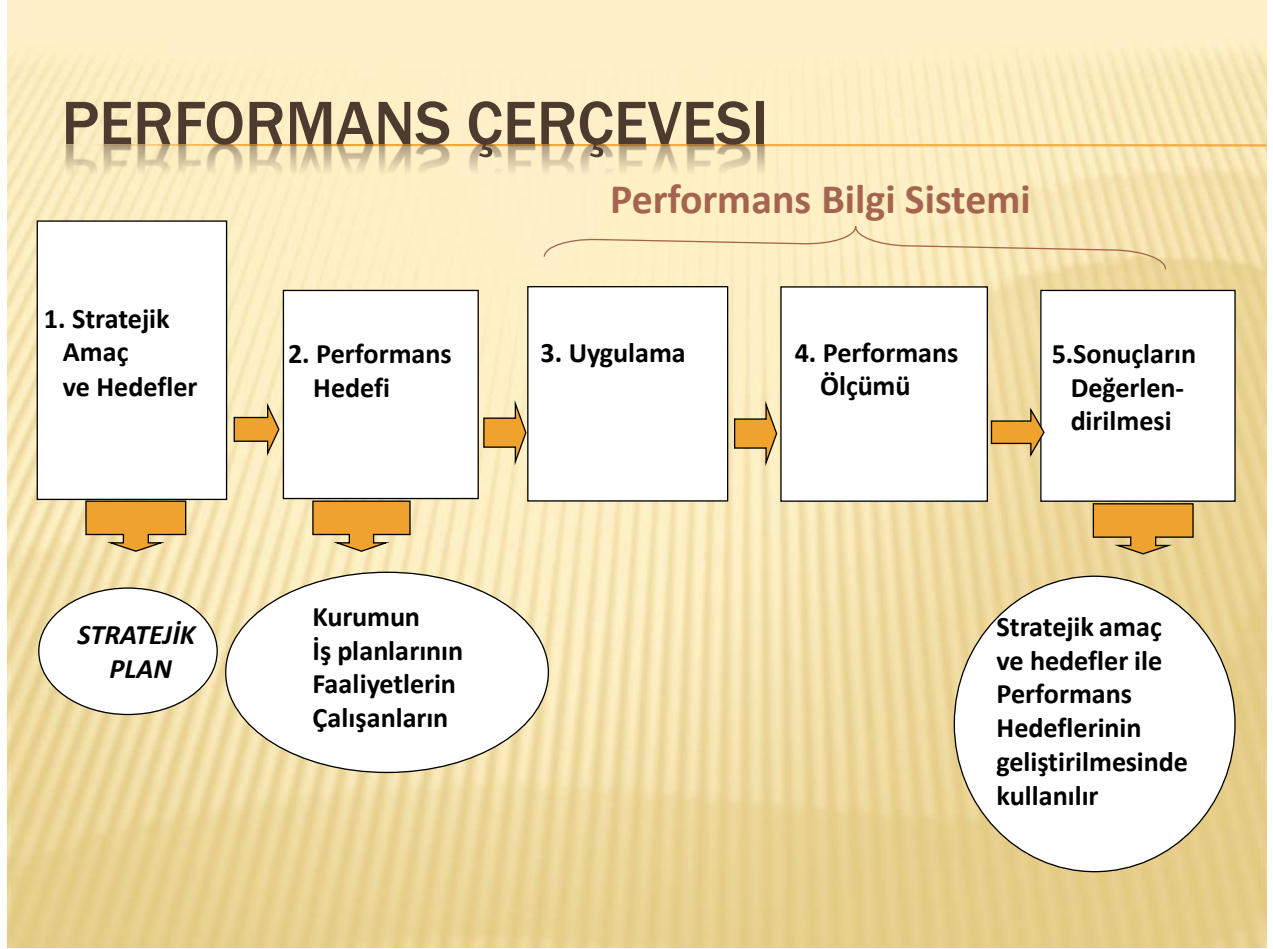 PERFORMANS ÇERÇEVESI
Performans Bilgi Sistemi
1. Stratejik
Amaç
ve Hedefler
2. Performans
Hedefi
3. Uygulama
4. Performans
Ölçümü
5.Sonuçların
Değerlen-
dirilmesi
STRATEJİK
PLAN
Kurumun
İş planlarının
Faaliyetlerin
Çalışanların
Stratejik amaç
ve hedefler ile
Performans
Hedeflerinin
geliştirilmesinde
kullanılır